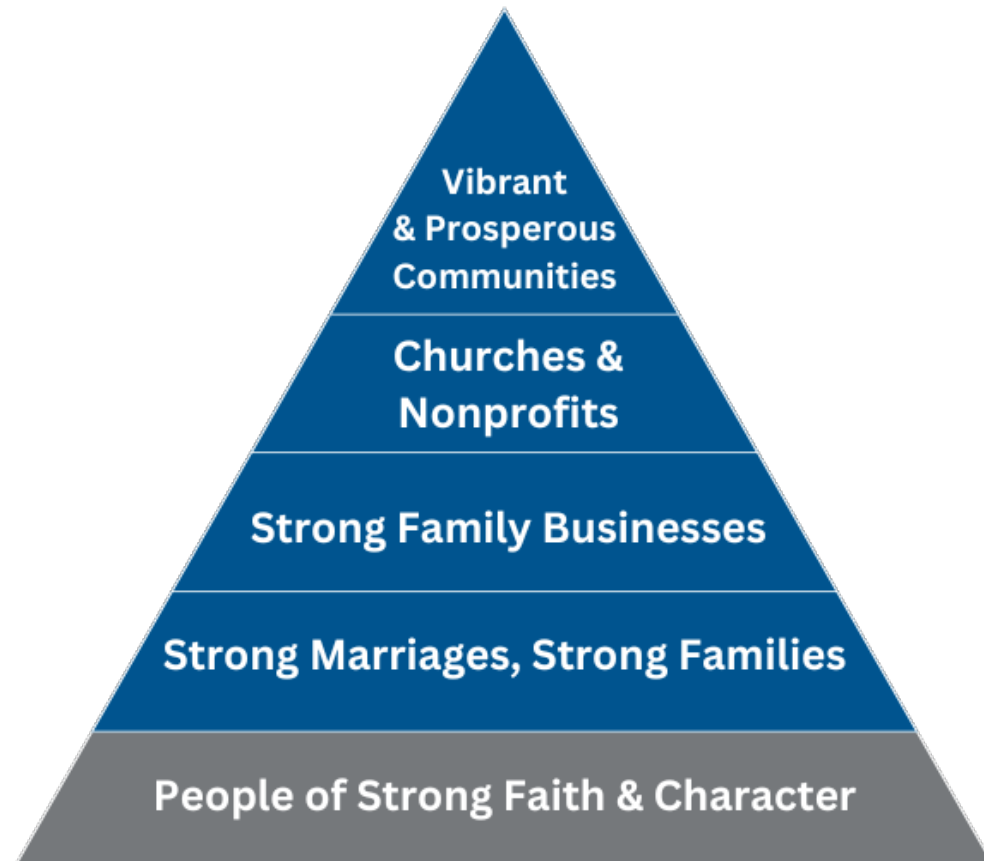 Vibrant
& Prosperous
Communities
Churches &
Nonprofits
Strong Family Businesses
Strong Marriages, Strong Families
People of Strong Faith & Character